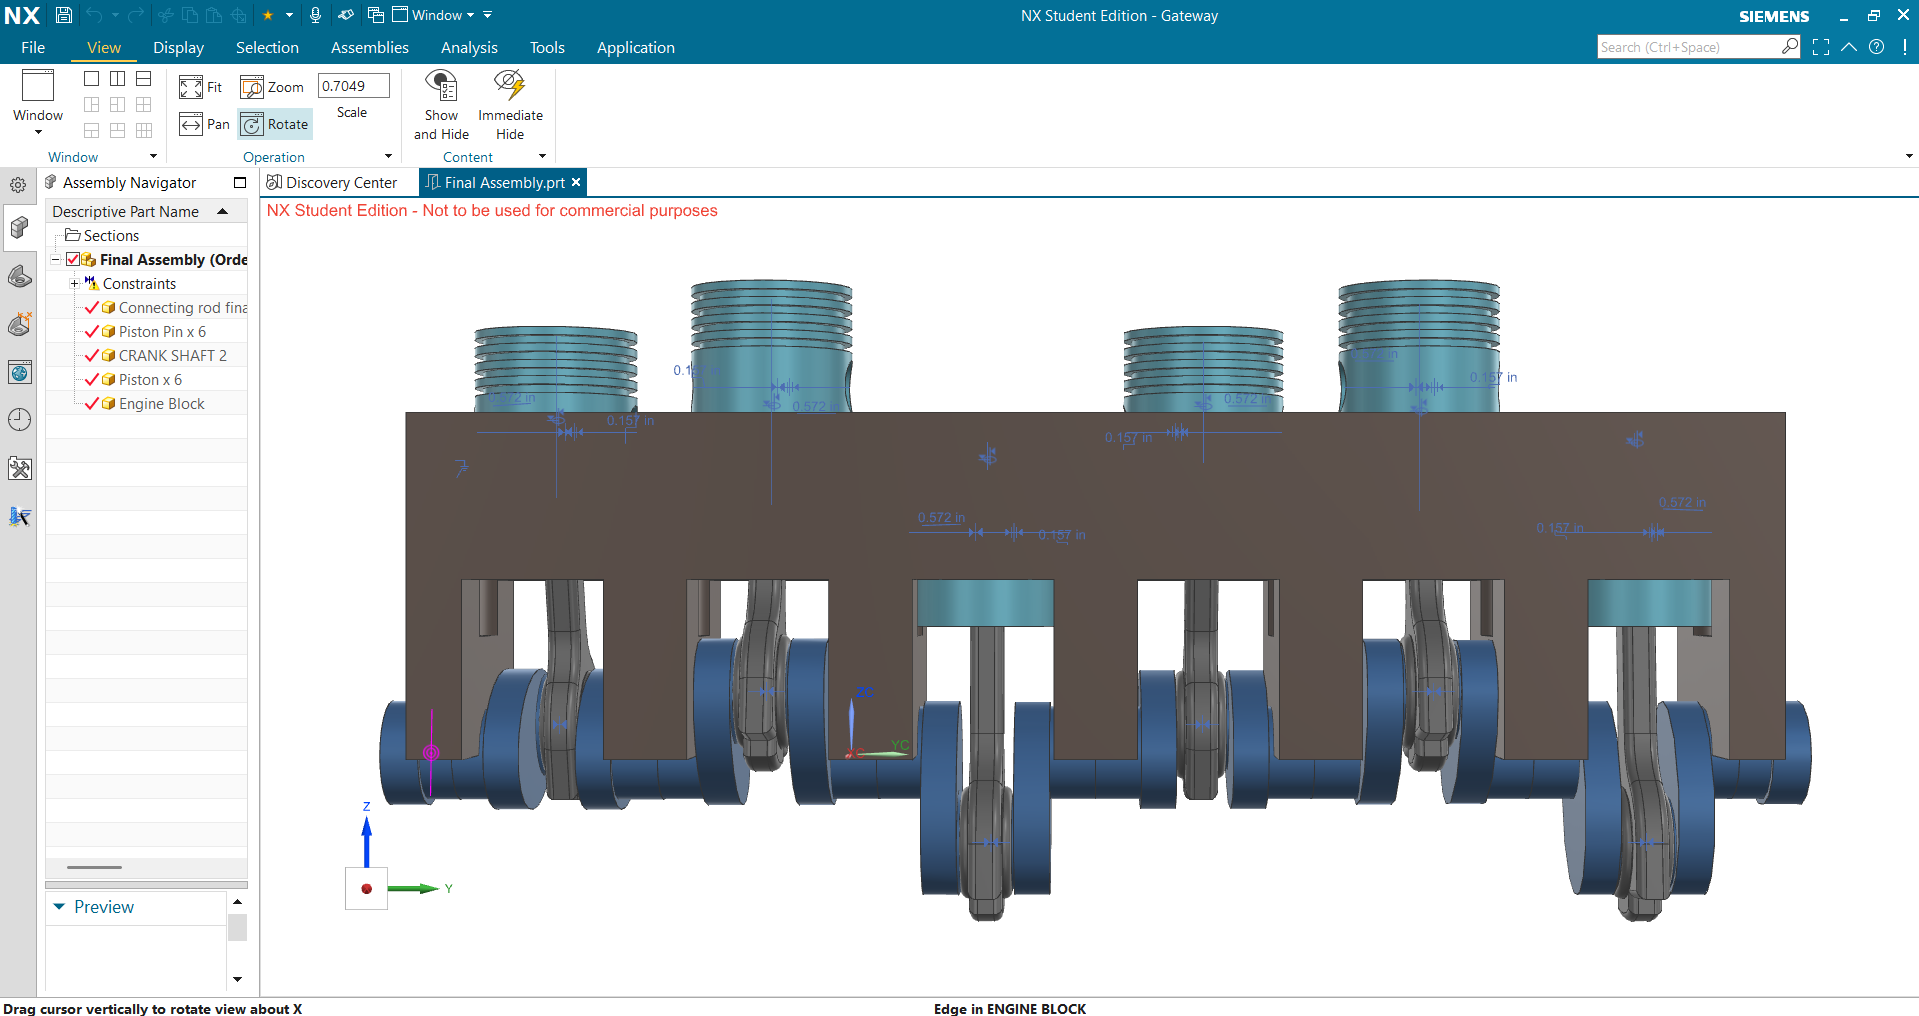 NX
Window
NX Student Edition - Gateway
SIEMENS
File
View
Display
Selection
Assemblies
Analysis
Tools
Application
Search (Ctrl+Space)
Window
Fit
Zoom
0.7049
Pan
Rotate
Scale
Show
and Hide
Immediate
Hide
Window
Operation
Content
Assembly Navigator
Discovery Center
Final Assembly.prt
Descriptive Part Name
NX Student Edition - Not to be used for commercial purposes
Sections
Final Assembly (Orde
Constraints
Connecting rod fina
Piston Pin x 6
CRANK SHAFT 2
Piston x 6
Engine Block
0.572 in
0.157 in
0.572 in
0.157 in
0.572 in
0.157 in
0.157 in
0.572 in
0.157 in
0.572 in
0.157 in
ZC
YC
XC
Z
Y
Preview
Drag cursor vertically to rotate view about X
Edge in ENGINE BLOCK